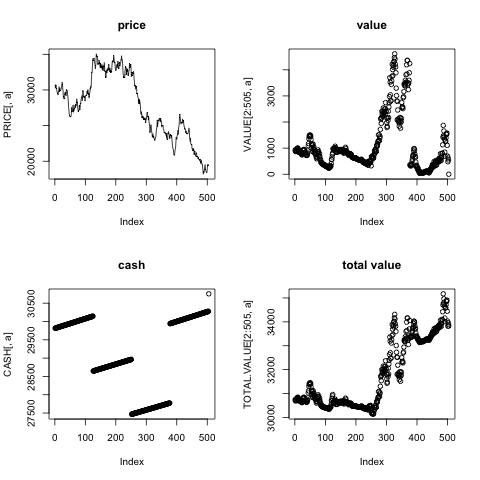 price
PRICE[, a]
20000
30000
0 100 200 300 400 500
Index
value
VALUE[2:505, a]
0
1000
3000
0 100 200 300 400 500
Index
cash
CASH[, a]
27500
28500
29500
30500
0 100 200 300 400 500
Index
total value
TOTAL.VALUE[2:505, a]
30000
32000
34000
0 100 200 300 400 500
Index